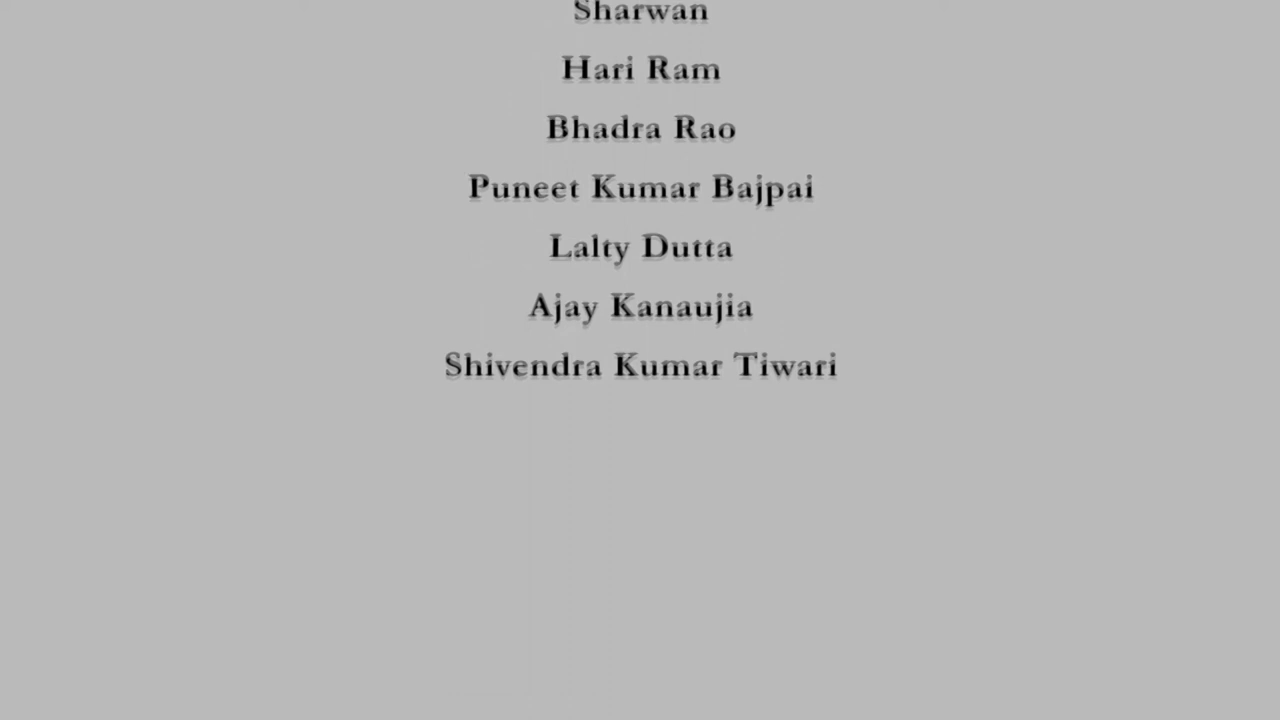 Sharwan
Hari Ram
Bhadra Rao
Puneet Kumar Bajpai
Lalty Dutta
Ajay Kanaujia
Shivendra Kumar Tiwari